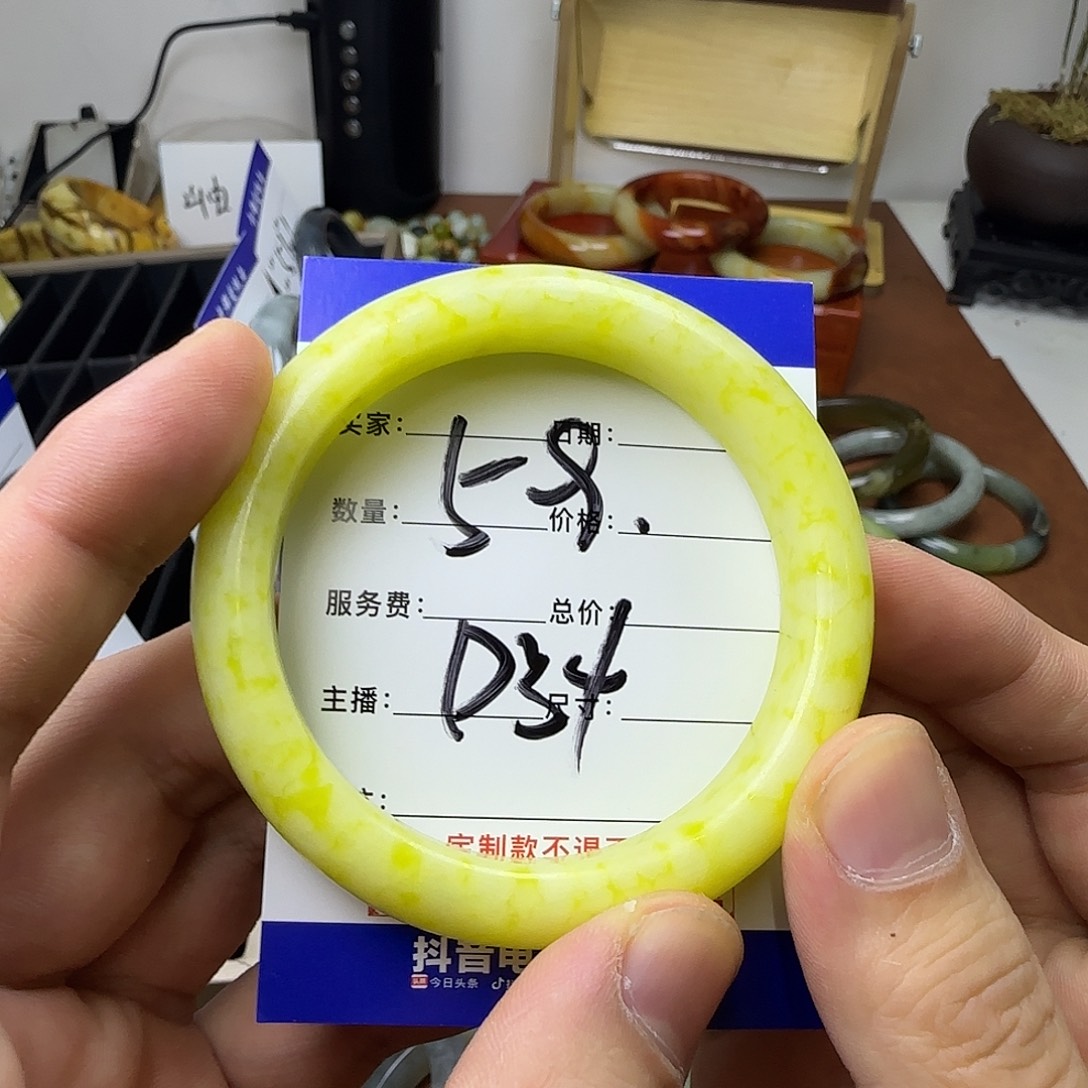 买家： 日期：
58.
数量： 价格：
服务费： 总价：
D34
主播： 尺寸：
定制款不退
抖音电
今日头条